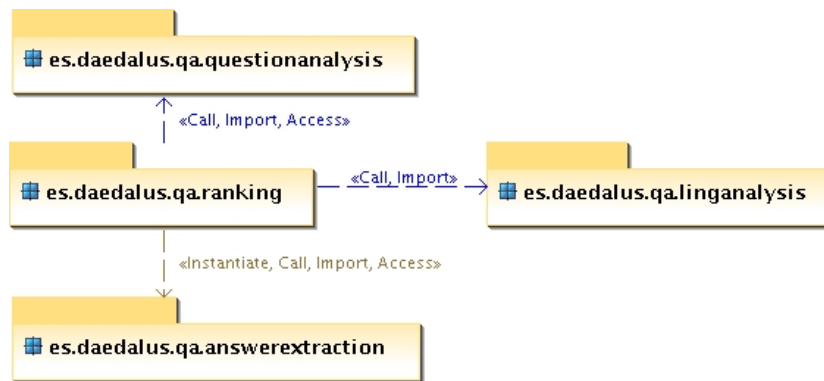 es.daedalus.qa.questionanalysis
«Call, Import, Access»
es.daedalus.qa.ranking
«Call, Import»
es.daedalus.qa.linganalysis
«Instantiate, Call, Import, Access»
es.daedalus.qa.answerextraction